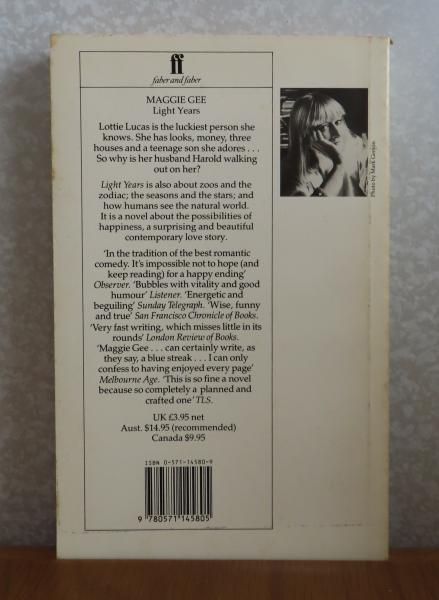 ff
faber and faber
MAGGIE GEE
Light Years
Lottie Lucas is the luckiest person she
knows. She has looks, money, three
houses and a teenage son she adores . . .
So why is her husband Harold walking
out on her?
Light Years is also about zoos and the
zodiac; the seasons and the stars; and
how humans see the natural world.
It is a novel about the possibilities of
happiness, a surprising and beautiful
contemporary love story.
'In the tradition of the best romantic
comedy. It's impossible not to hope (and
keep reading) for a happy ending'
Observer. 'Bubbles with vitality and good
humour' Listener. 'Energetic and
beguiling' Sunday Telegraph. 'Wise, funny
and true' San Francisco Chronicle of Books.
'Very fast writing, which misses little in its
rounds' London Review of Books.
'Maggie Gee . . . can certainly write, as
they say, a blue streak . . . I can only
confess to having enjoyed every page'
Melbourne Age. 'This is so fine a novel
because so completely a planned and
crafted one' TLS.
UK £3.95 net
Aust. $14.95 (recommended)
Canada $9.95
ISBN 0-571-14580-9
9 780571 145805
Photo by Mark Gerson